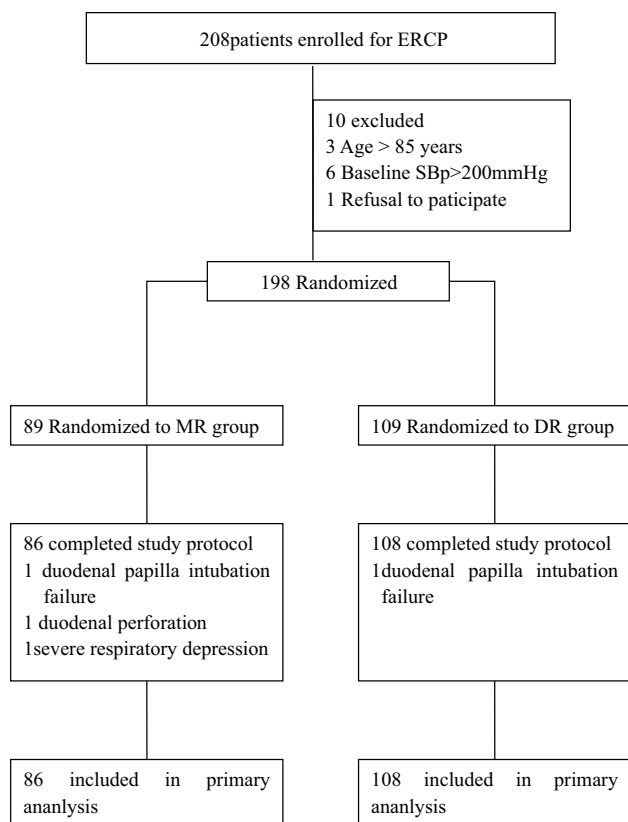 208patients enrolled for ERCP
10 excluded
3 Age > 85 years
6 Baseline SBp>200mmHg
1 Refusal to paticipate
198 Randomized
89 Randomized to MR group
109 Randomized to DR group
86 completed study protocol
1 duodenal papilla intubation
failure
1 duodenal perforation
1severe respiratory depression
108 completed study protocol
1duodenal papilla intubation
failure
86 included in primary
ananlysis
108 included in primary
ananlysis